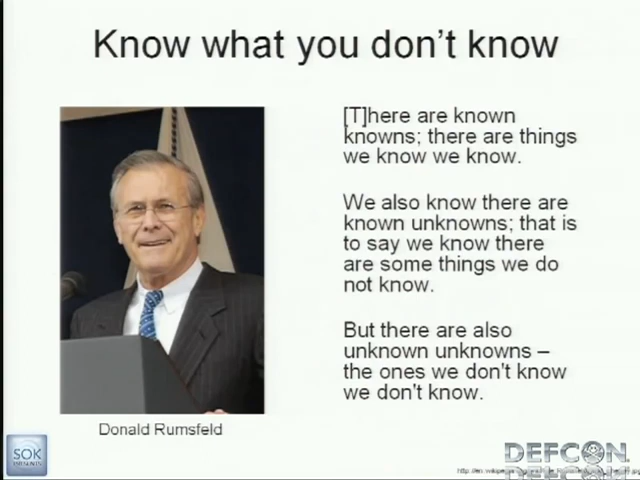 Know what you don't know
[T]here are known
knowns; there are things
we know we know.
We also know there are
known unknowns; that is
to say we know there
are some things we do
not know.
But there are also
unknown unknowns –
the ones we don't know
we don't know.
Donald Rumsfeld
SOK
PRESENTS
DEFCON